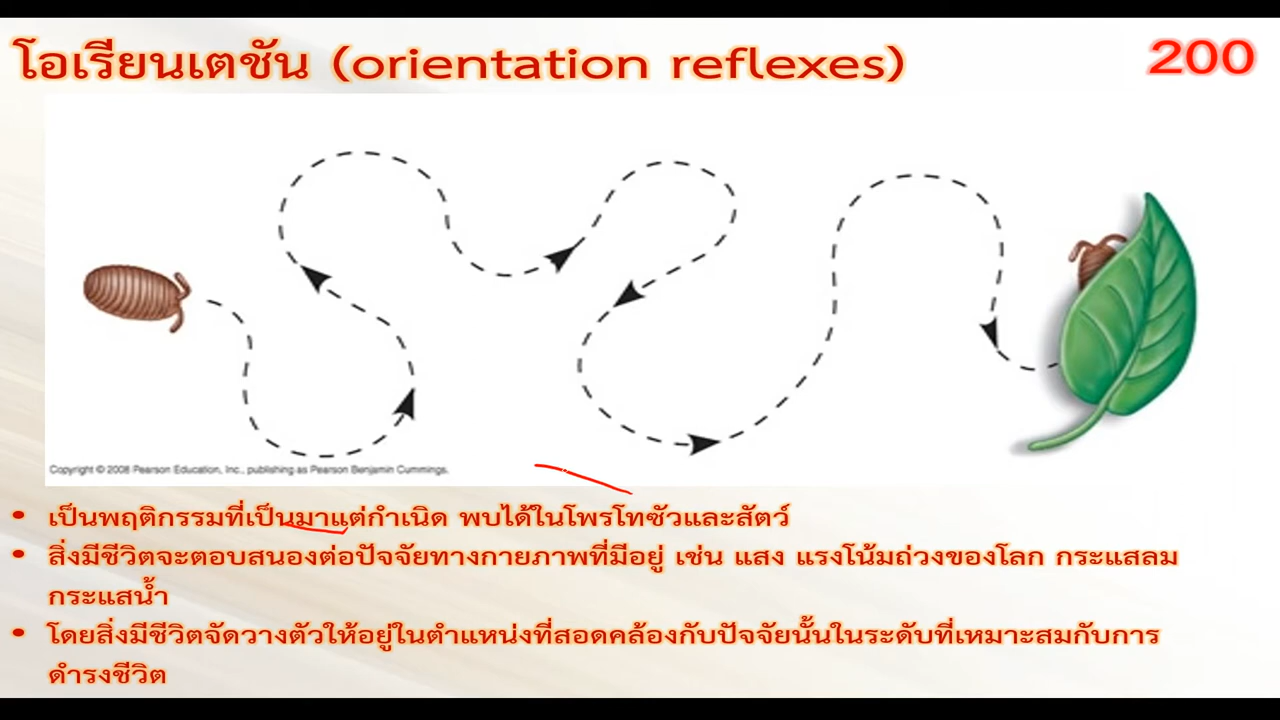 โอเรียนเตชัน (orientation reflexes)
200
Copyright © 2008 Pearson Education, Inc., publishing as Pearson Benjamin Cummings.
• เป็นพฤติกรรมที่เป็นมาแต่กำเนิด พบได้ในโพรโทซัวและสัตว์
• สิ่งมีชีวิตจะตอบสนองต่อปัจจัยทางกายภาพที่มีอยู่ เช่น แสง แรงโน้มถ่วงของโลก กระแสลม
กระแสน้ำ
• โดยสิ่งมีชีวิตจัดวางตัวให้อยู่ในตำแหน่งที่สอดคล้องกับปัจจัยนั้นในระดับที่เหมาะสมกับการ
ดำรงชีวิต